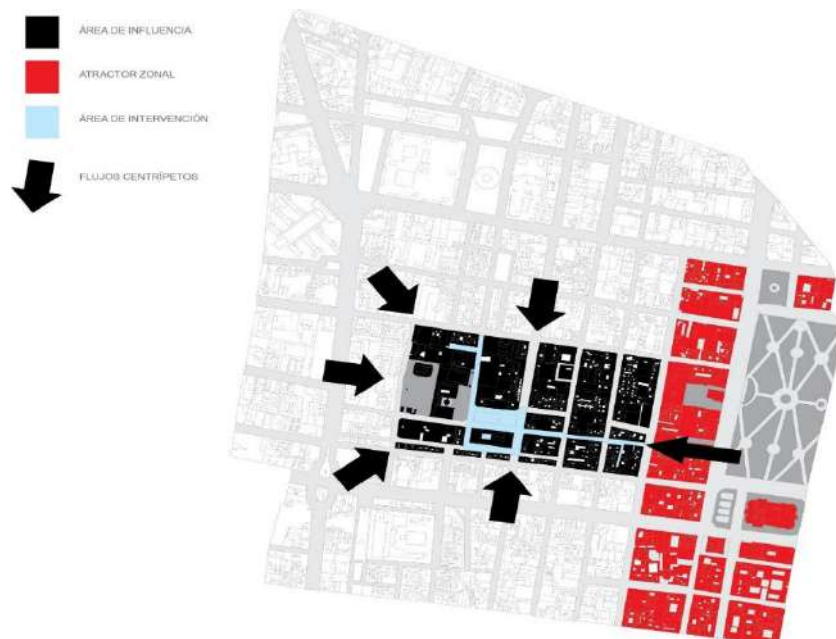 ÁREA DE INFLUENCIA
ATRACTOR ZONAL
ÁREA DE INTERVENCIÓN
FLUJOS CENTRÍPETOS